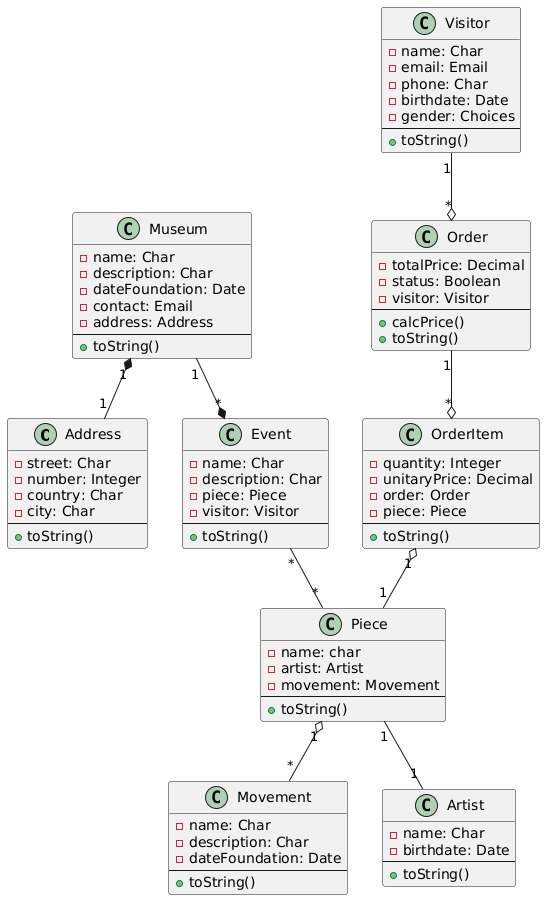 C Visitor
name: Char
email: Email
phone: Char
birthdate: Date
gender: Choices
toString()
1
*
C Museum
name: Char
description: Char
dateFoundation: Date
contact: Email
address: Address
toString()
1
1
1
*
C Order
totalPrice: Decimal
status: Boolean
visitor: Visitor
calcPrice()
toString()
1
*
C Address
street: Char
number: Integer
country: Char
city: Char
toString()
C Event
name: Char
description: Char
piece: Piece
visitor: Visitor
toString()
*
*
C OrderItem
quantity: Integer
unitaryPrice: Decimal
order: Order
piece: Piece
toString()
1
1
C Piece
name: char
artist: Artist
movement: Movement
toString()
1
*
1
1
C Movement
name: Char
description: Char
dateFoundation: Date
toString()
C Artist
name: Char
birthdate: Date
toString()